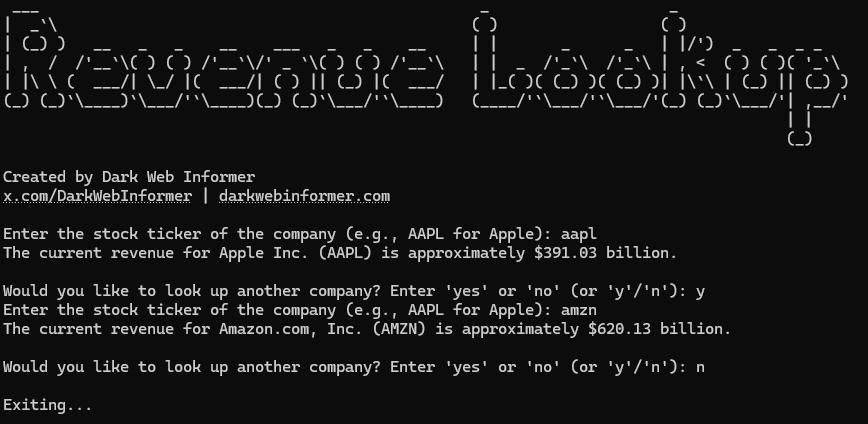 Revenue Lookup
Created by Dark Web Informer
x.com/DarkWebInformer | darkwebinformer.com
Enter the stock ticker of the company (e.g., AAPL for Apple): aapl
The current revenue for Apple Inc. (AAPL) is approximately $391.03 billion.
Would you like to look up another company? Enter 'yes' or 'no' (or 'y'/'n'): y
Enter the stock ticker of the company (e.g., AAPL for Apple): amzn
The current revenue for Amazon.com, Inc. (AMZN) is approximately $620.13 billion.
Would you like to look up another company? Enter 'yes' or 'no' (or 'y'/'n'): n
Exiting...